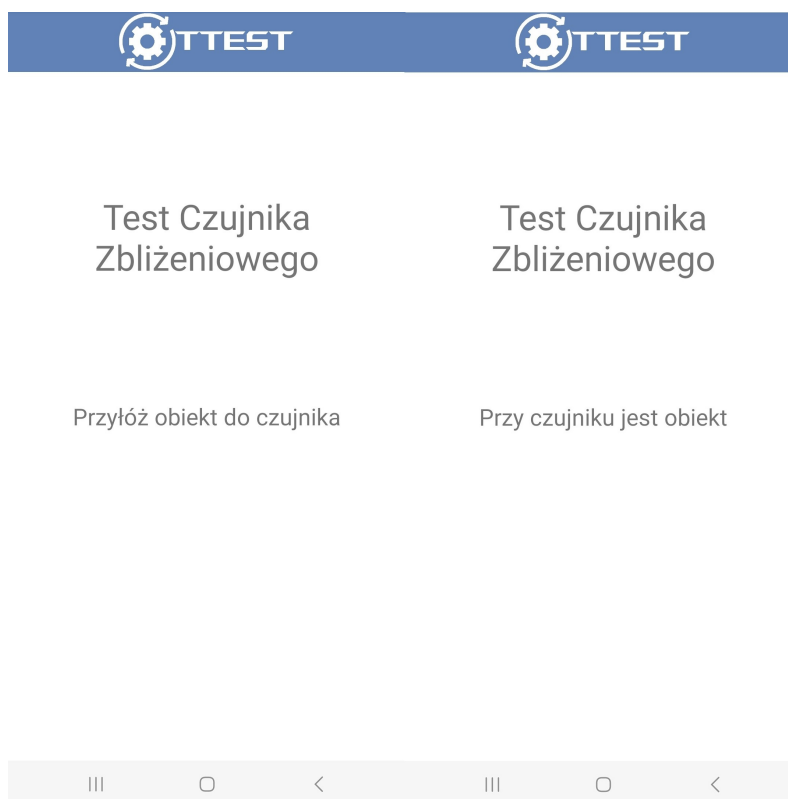 TTEST
Test Czujnika
Zbliżeniowego
Przyłóż obiekt do czujnika
TTEST
Test Czujnika
Zbliżeniowego
Przy czujniku jest obiekt